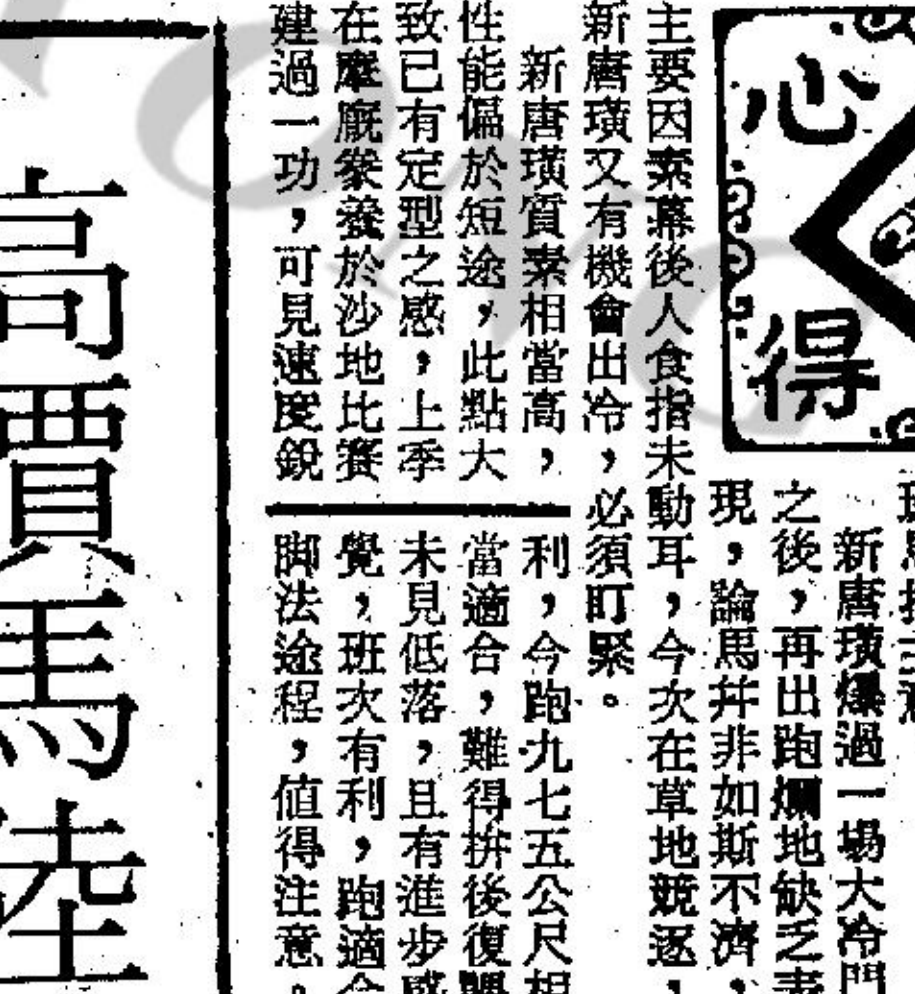 心得
新唐璜爆過一場大冷門
之後，再出跑爛地缺乏表
現，論馬幷非如斯不濟，
主要因素幕後人食指未動耳，今次在草地競逐，
新唐璜又有機會出冷，必須盯緊。
新唐璜質素相當高，
性能偏於短途，此點大
致已有定型之感，上季
在摩廐豢養於沙地比賽
建過一功，可見速度銳
利，今跑九七五公尺相
當適合，難得拚後復
未見低落，且有進步感
覺，班次有利，跑適合
脚法途程，値得注意。
高價馬陸